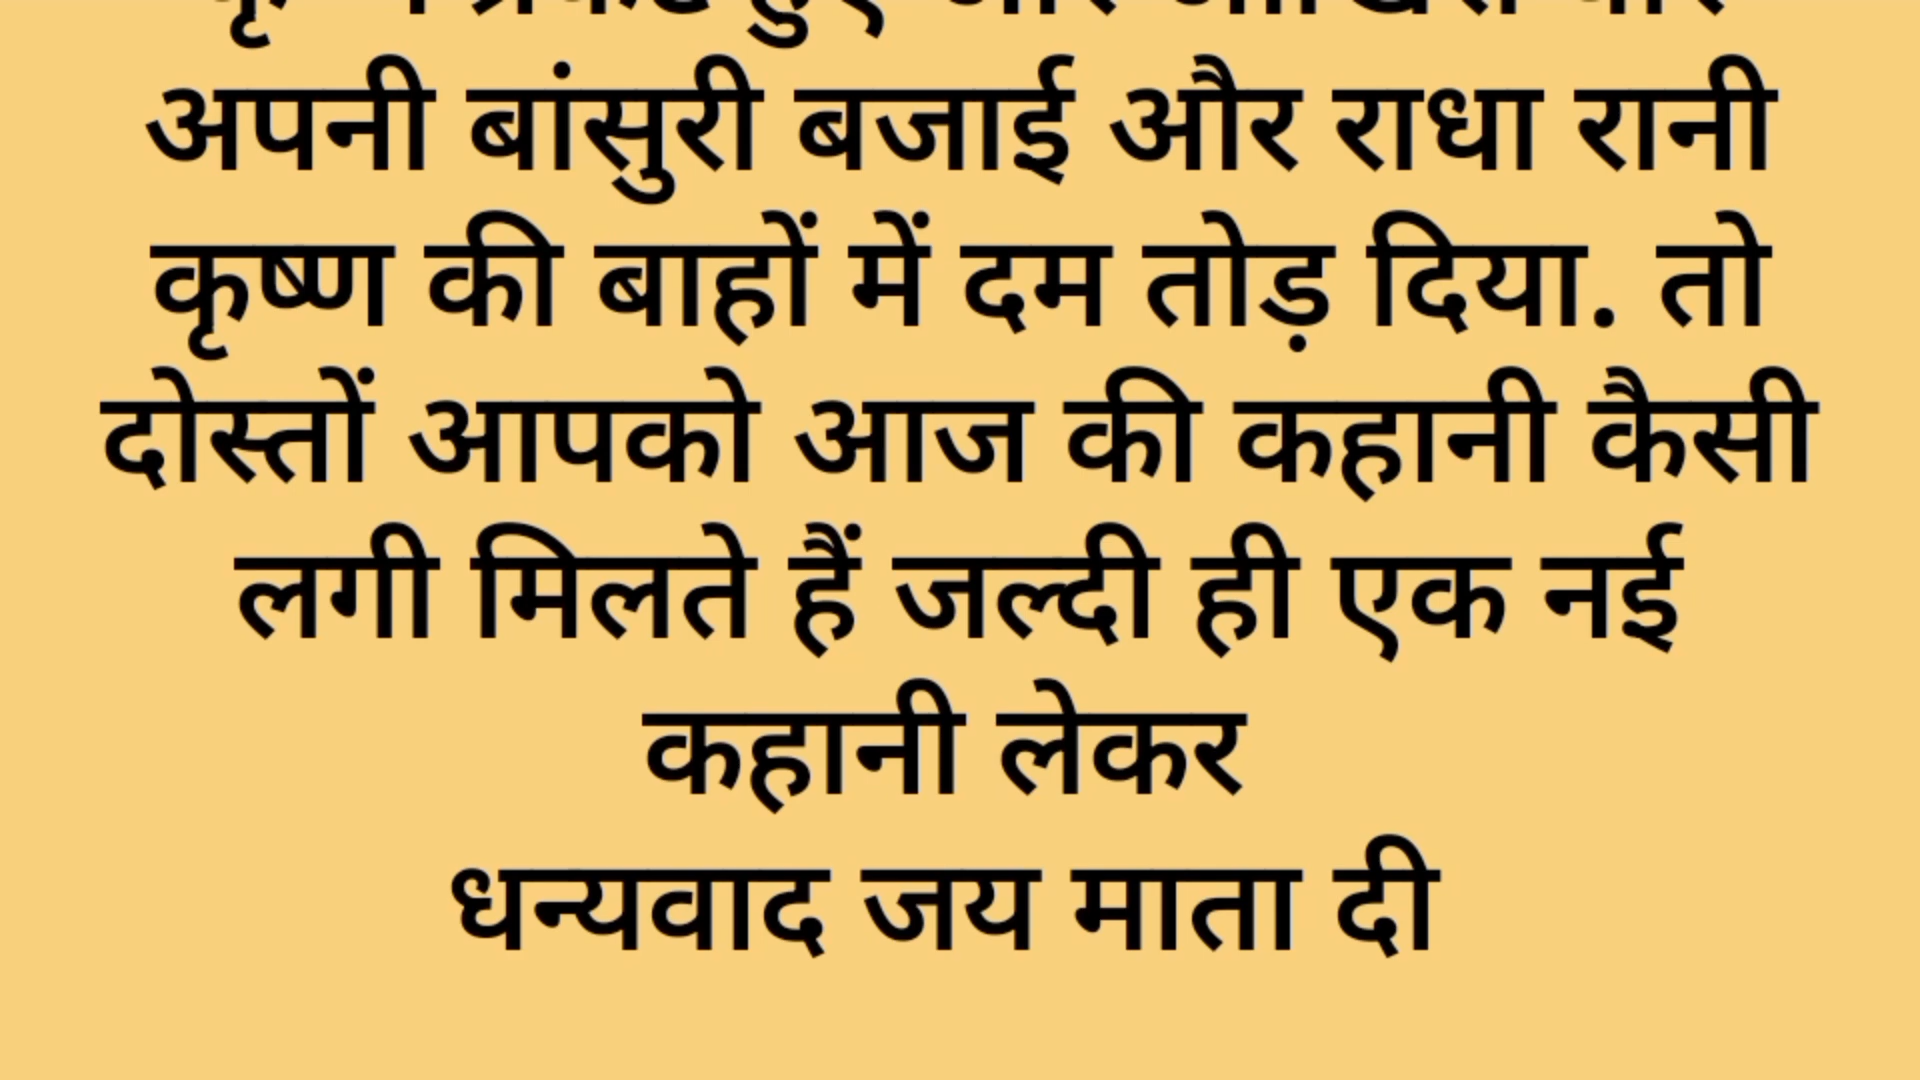 अपनी बांसुरी बजाई और राधा रानी
कृष्ण की बाहों में दम तोड़ दिया. तो
दोस्तों आपको आज की कहानी कैसी
लगी मिलते हैं जल्दी ही एक नई
कहानी लेकर
धन्यवाद जय माता दी